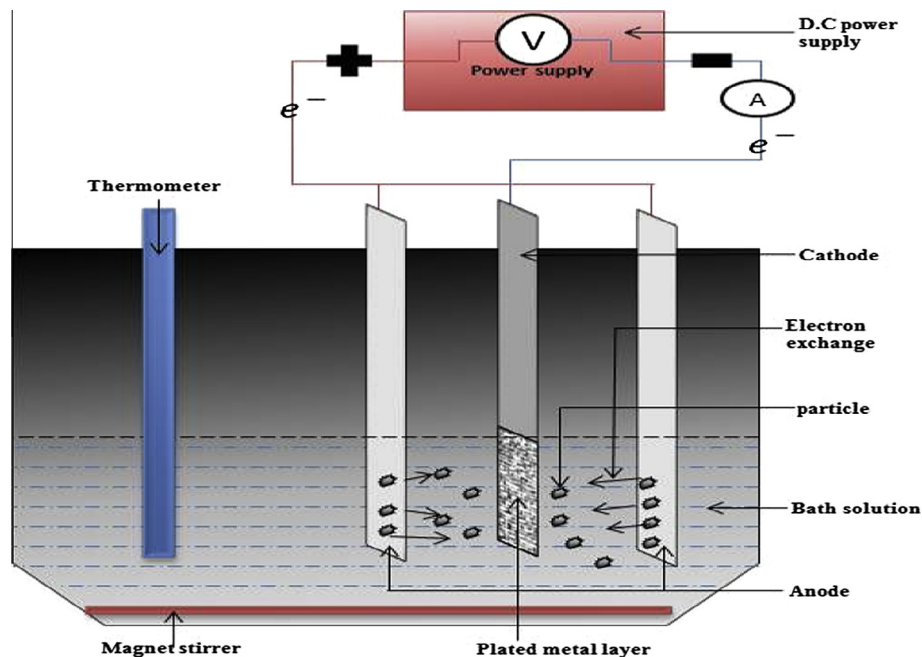 D.C power
supply
V
Power supply
A
e −
e −
Thermometer
Cathode
Electron
exchange
particle
Bath solution
Anode
Magnet stirrer
Plated metal layer